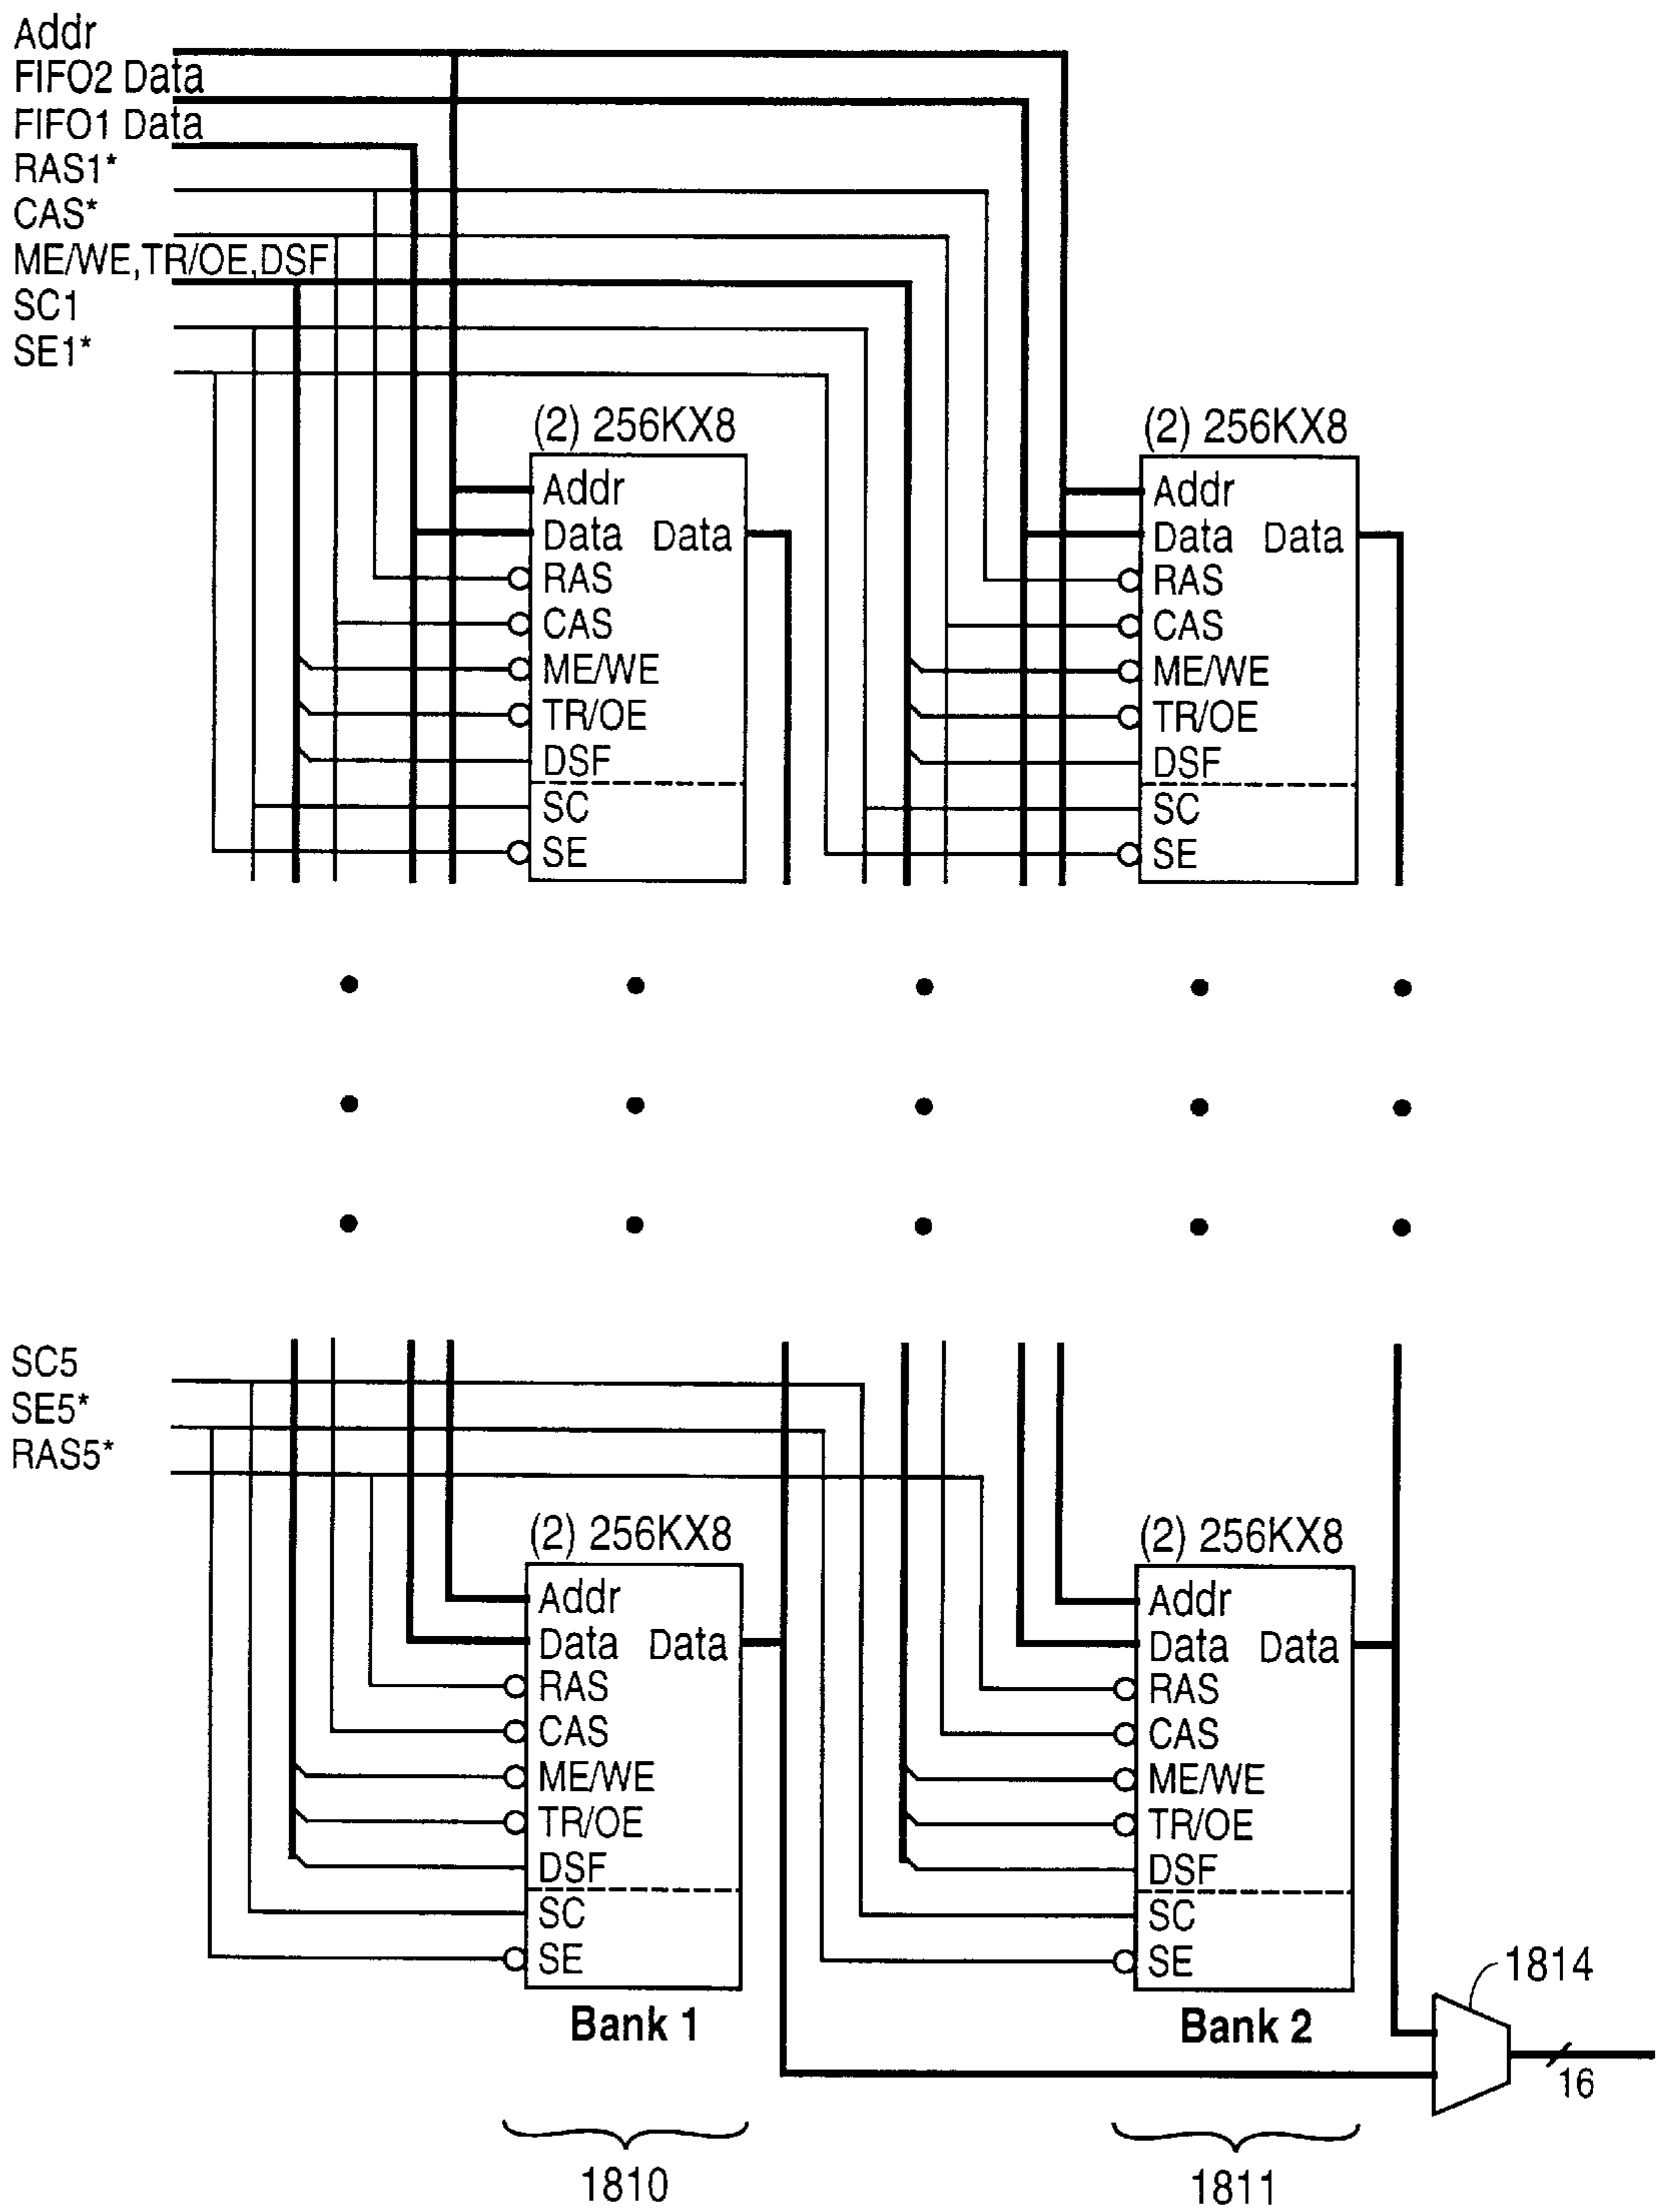 Addr
FIFO2 Data
FIFO1 Data
RAS1*
CAS*
ME/WE,TR/OE,DSF
SC1
SE1*
(2) 256KX8
Addr
Data Data
RAS
CAS
ME/WE
TR/OE
DSF
SC
SE
(2) 256KX8
Addr
Data Data
RAS
CAS
ME/WE
TR/OE
DSF
SC
SE
SC5
SE5*
RAS5*
(2) 256KX8
Addr
Data Data
RAS
CAS
ME/WE
TR/OE
DSF
SC
SE
Bank 1
(2) 256KX8
Addr
Data Data
RAS
CAS
ME/WE
TR/OE
DSF
SC
SE
Bank 2
1814
16
1810
1811